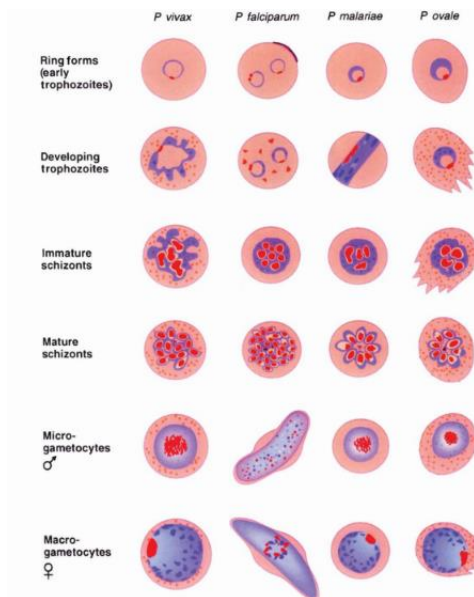 P vivax P falciparum P malariae P ovale
Ring forms
(early
trophozoites)
Developing
trophozoites
Immature
schizonts
Mature
schizonts
Micro-
gametocytes
♂
Macro-
gametocytes
♀